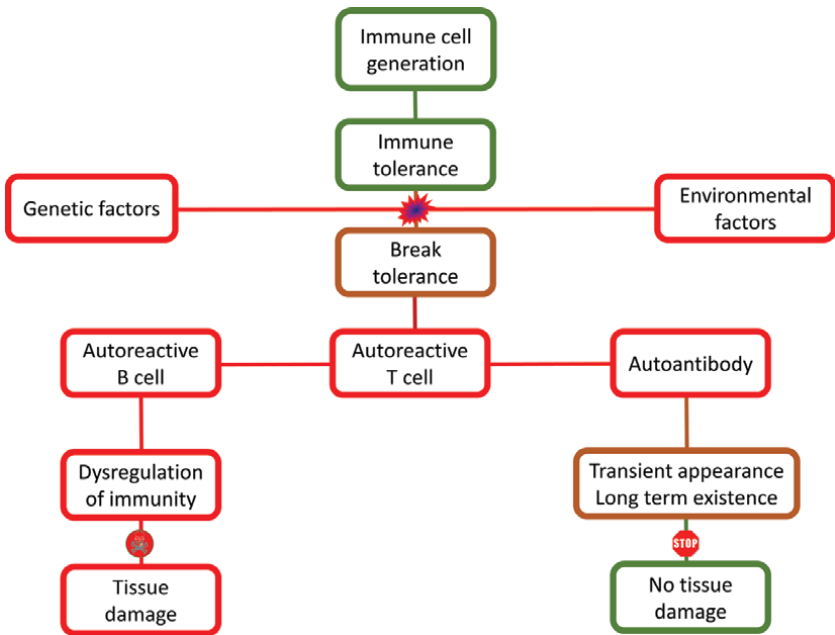 Immune cell
generation
Immune
tolerance
Genetic factors
Environmental
factors
Break
tolerance
Autoreactive
B cell
Autoreactive
T cell
Autoantibody
Dysregulation
of immunity
Transient appearance
Long term existence
STOP
Tissue
damage
No tissue
damage